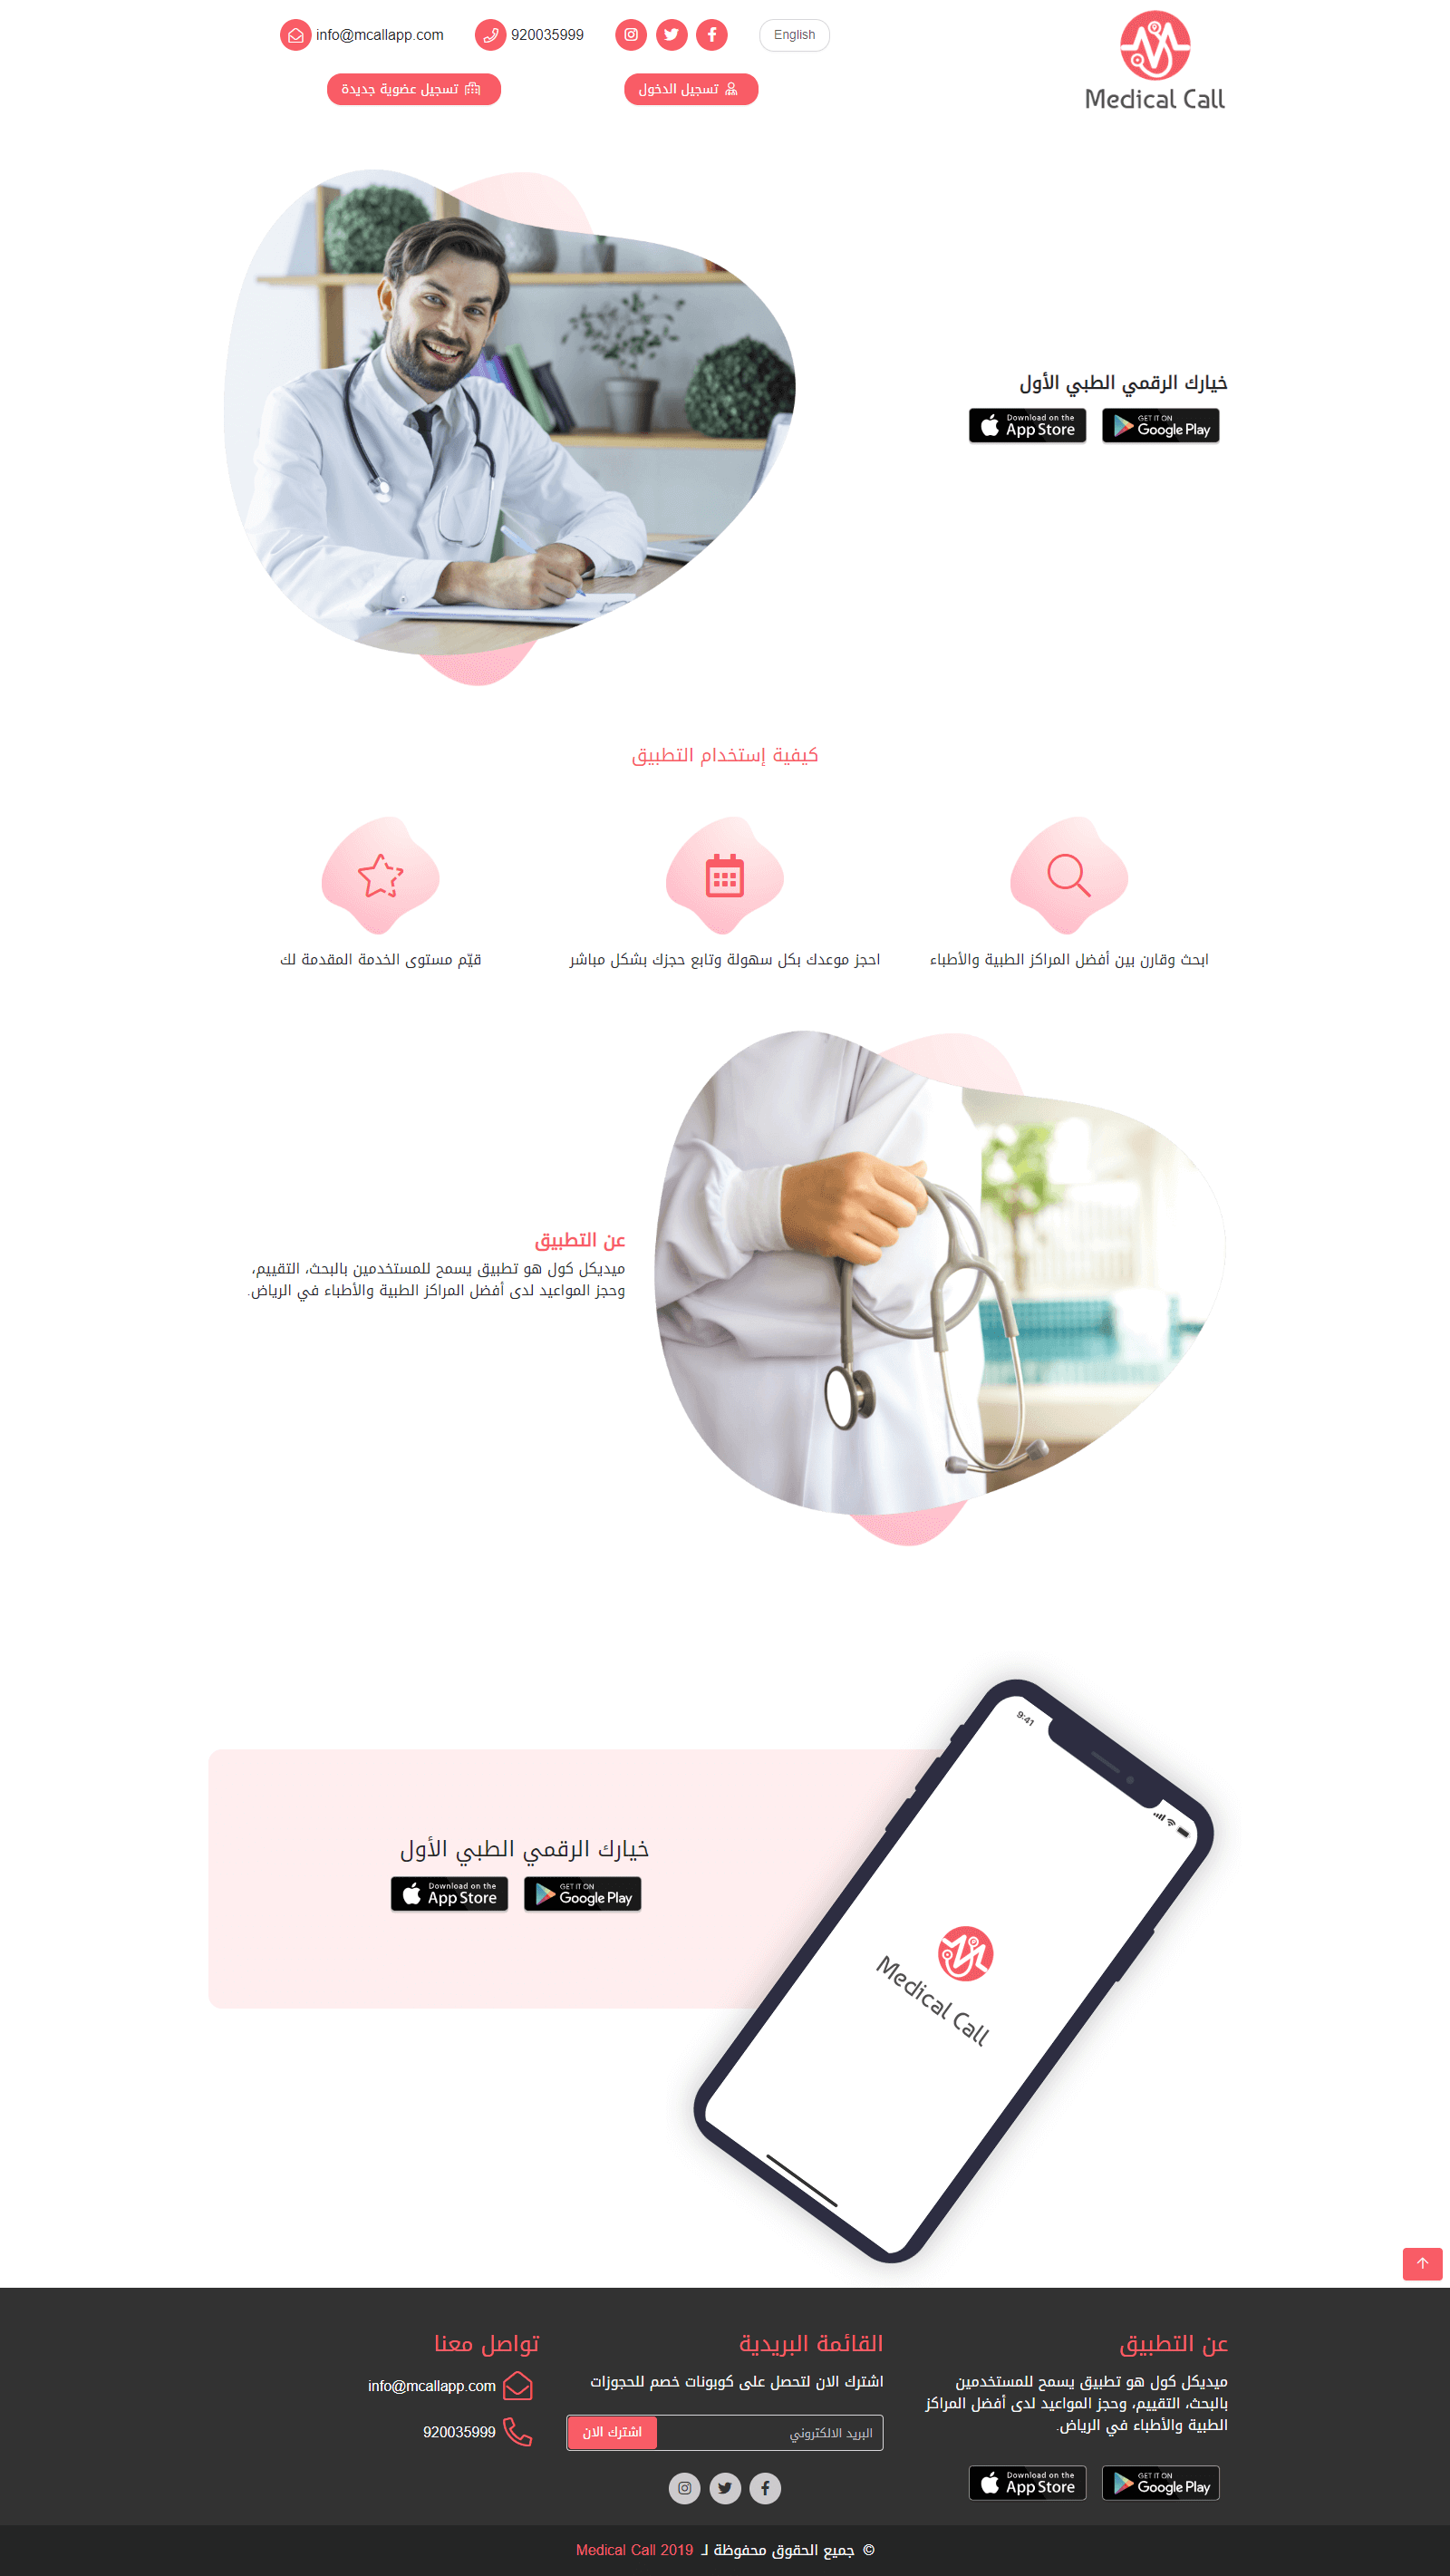 Medical Call
English
920035999
info@mcallapp.com
تسجيل الدخول
تسجيل عضوية جديدة
خيارك الرقمي الطبي الأول
GET IT ON
Google Play
Download on the
App Store
كيفية إستخدام التطبيق
ابحث وقارن بين أفضل المراكز الطبية والأطباء
احجز موعدك بكل سهولة وتابع حجزك بشكل مباشر
قيّم مستوى الخدمة المقدمة لك
عن التطبيق
ميديكل كول هو تطبيق يسمح للمستخدمين بالبحث، التقييم،
وحجز المواعيد لدى أفضل المراكز الطبية والأطباء في الرياض.
9:41
Medical Call
خيارك الرقمي الطبي الأول
GET IT ON
Google Play
Download on the
App Store
عن التطبيق
ميديكل كول هو تطبيق يسمح للمستخدمين
بالبحث، التقييم، وحجز المواعيد لدى أفضل المراكز
الطبية والأطباء في الرياض.
GET IT ON
Google Play
Download on the
App Store
القائمة البريدية
اشترك الان لتحصل على كوبونات خصم للحجوزات
البريد الالكتروني
اشترك الان
تواصل معنا
info@mcallapp.com
920035999
© جميع الحقوق محفوظة لـ Medical Call 2019